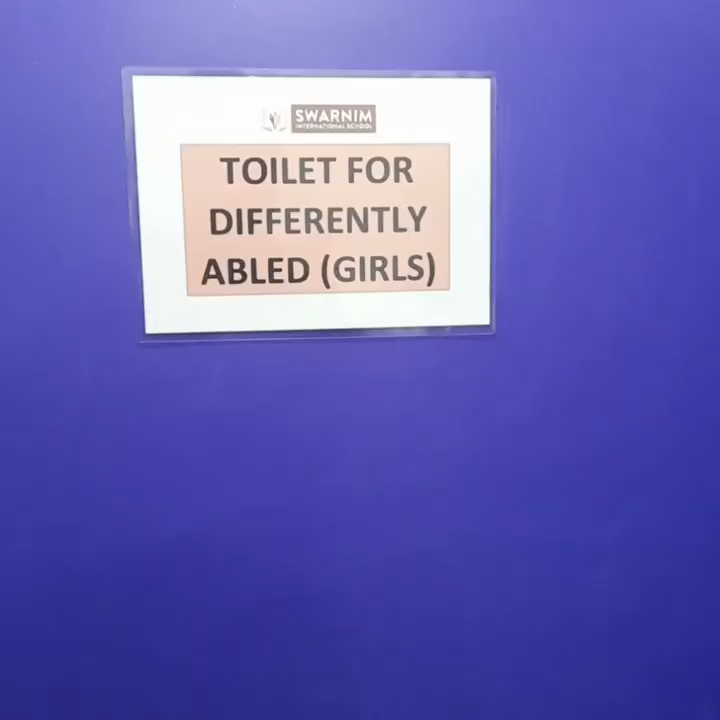 SWARNIM
INTERNATIONAL SCHOOL
TOILET FOR
DIFFERENTLY
ABLED (GIRLS)